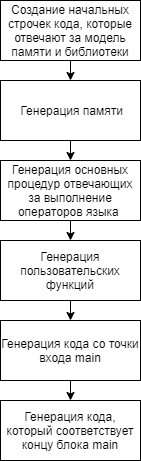 Создание начальных
строчек кода, которые
отвечают за модель
памяти и библиотеки
Генерация памяти
Генерация основных
процедур отвечающих
за выполнение
операторов языка
Генерация
пользовательских
функций
Генерация кода со точки
входа main
Генерация кода,
который соответствует
концу блока main